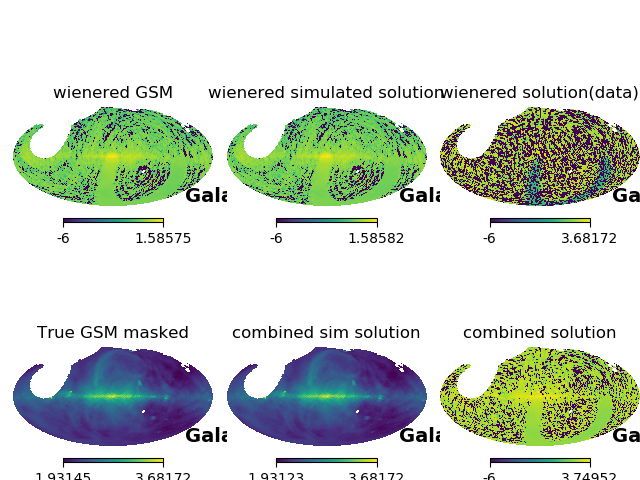 wienered GSM
wienered simulated solution
wienered solution(data)
Gala
Gala
Ga
-6 1.58575
-6 1.58582
-6 3.68172
True GSM masked
combined sim solution
combined solution
Gala
Gala
Ga
1.93145 3.68172
1.93123 3.68172
-6 3.74952